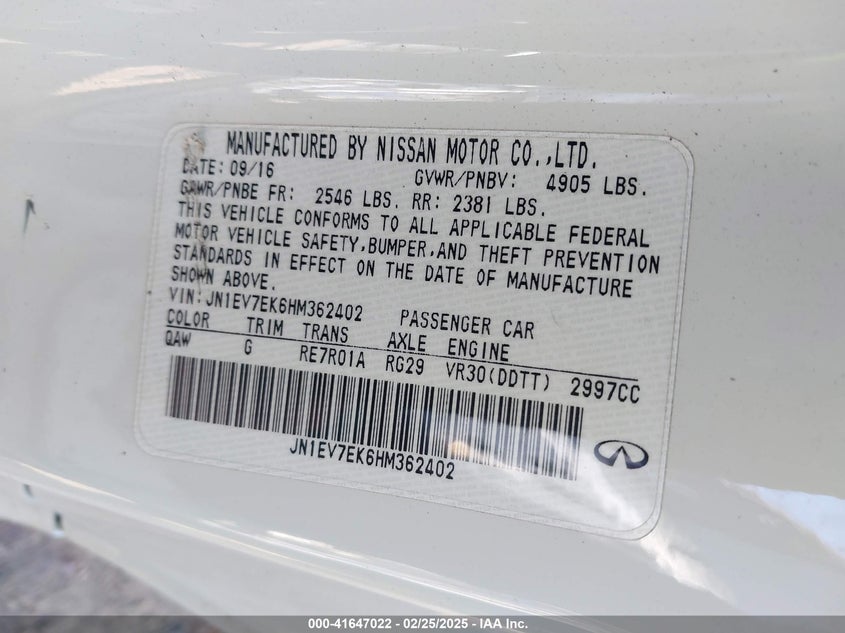 MANUFACTURED BY NISSAN MOTOR CO.,LTD.
DATE: 09/16 GVWR/PNBV: 4905 LBS.
GAWR/PNBE FR: 2546 LBS. RR: 2381 LBS.
THIS VEHICLE CONFORMS TO ALL APPLICABLE FEDERAL
MOTOR VEHICLE SAFETY,BUMPER,AND THEFT PREVENTION
STANDARDS IN EFFECT ON THE DATE OF MANUFACTURE
SHOWN ABOVE.
VIN:JN1EV7EK6HM362402 PASSENGER CAR
COLOR TRIM TRANS AXLE ENGINE
QAW G RE7R01A RG29 VR30(DDTT) 2997CC
JN1EV7EK6HM362402
000-41647022 - 02/25/2025 - IAA Inc.